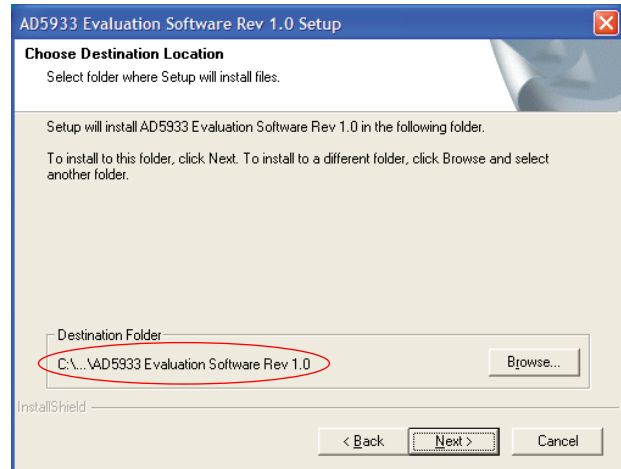 AD5933 Evaluation Software Rev 1.0 Setup
Choose Destination Location
Select folder where Setup will install files.
Setup will install AD5933 Evaluation Software Rev 1.0 in the following folder.
To install to this folder, click Next. To install to a different folder, click Browse and select
another folder.
Destination Folder
C:\...\AD5933 Evaluation Software Rev 1.0
Browse...
InstallShield
< Back
Next >
Cancel